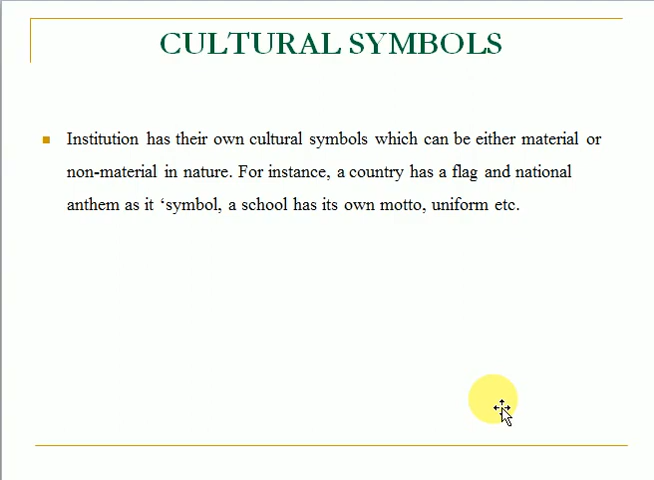 CULTURAL SYMBOLS
Institution has their own cultural symbols which can be either material or
non-material in nature. For instance, a country has a flag and national
anthem as it ‘symbol, a school has its own motto, uniform etc.